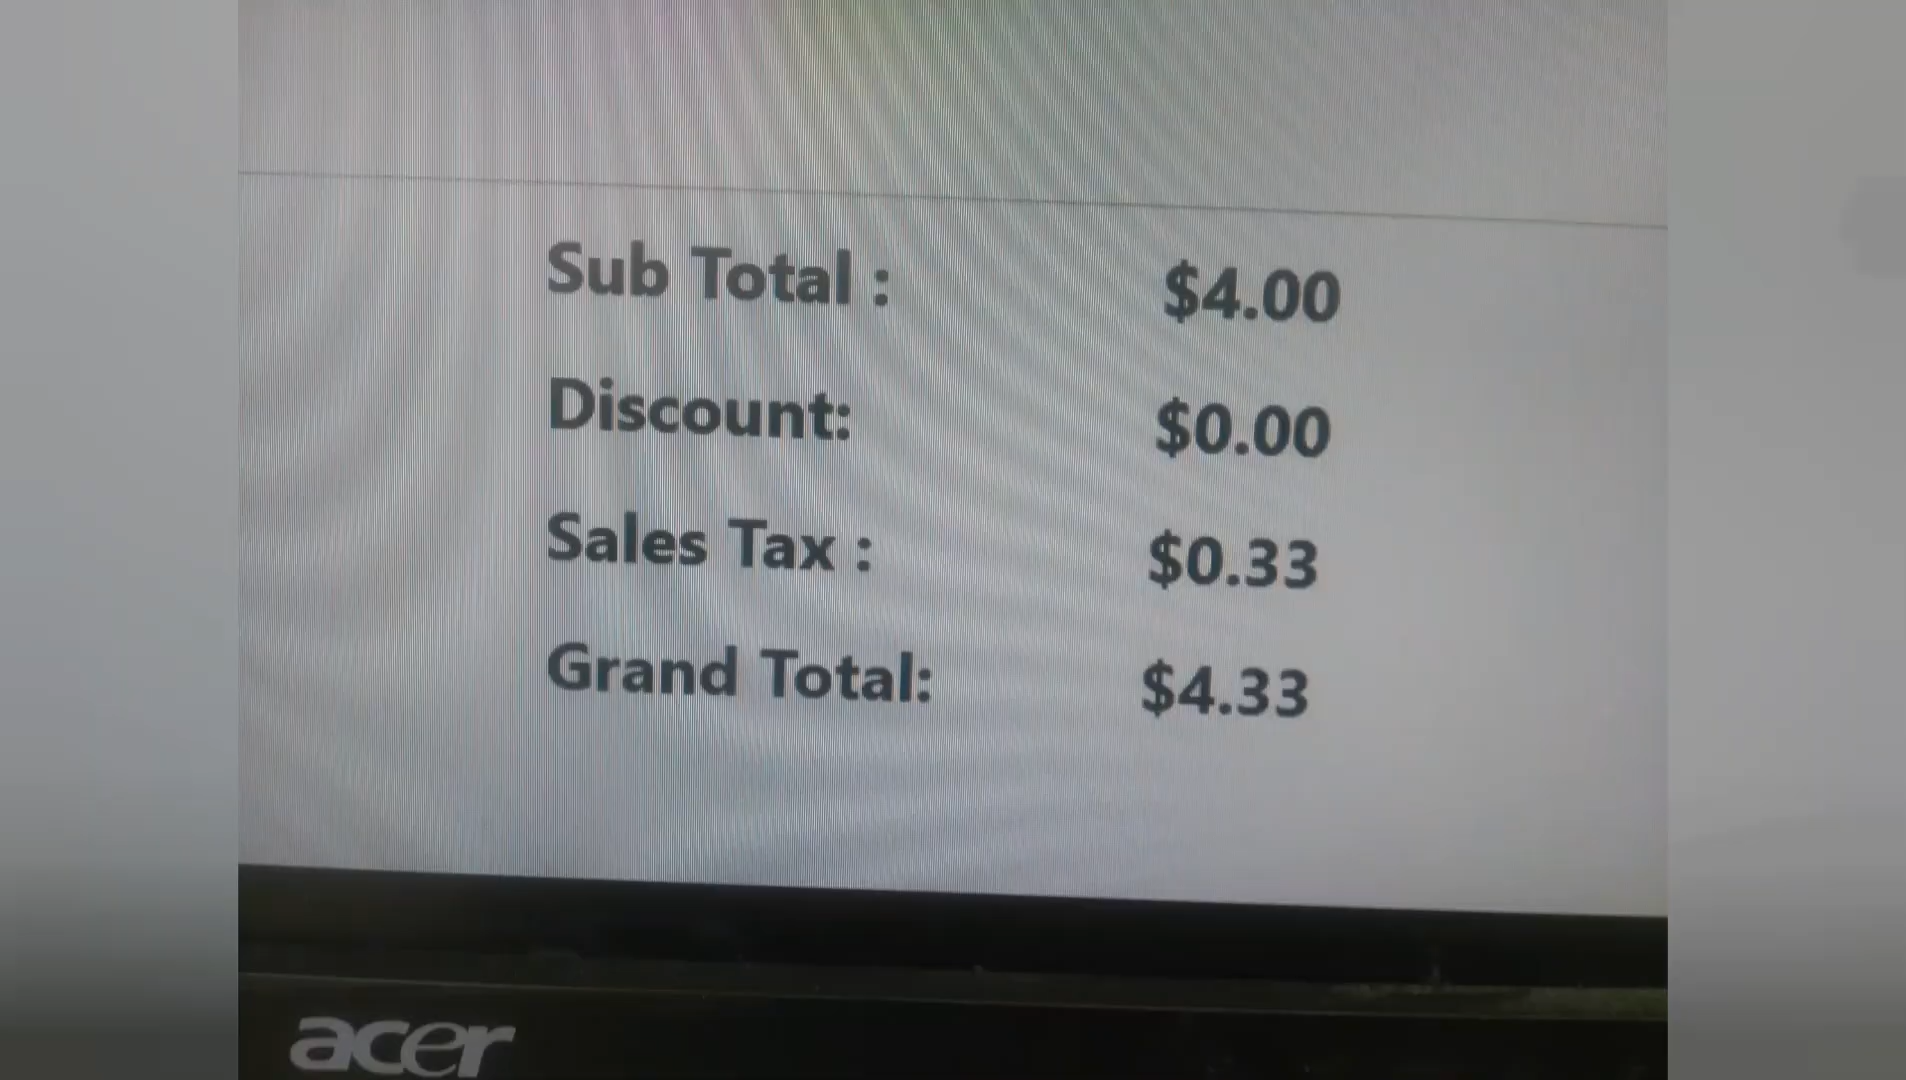 Sub Total : $4.00
Discount: $0.00
Sales Tax : $0.33
Grand Total: $4.33
acer